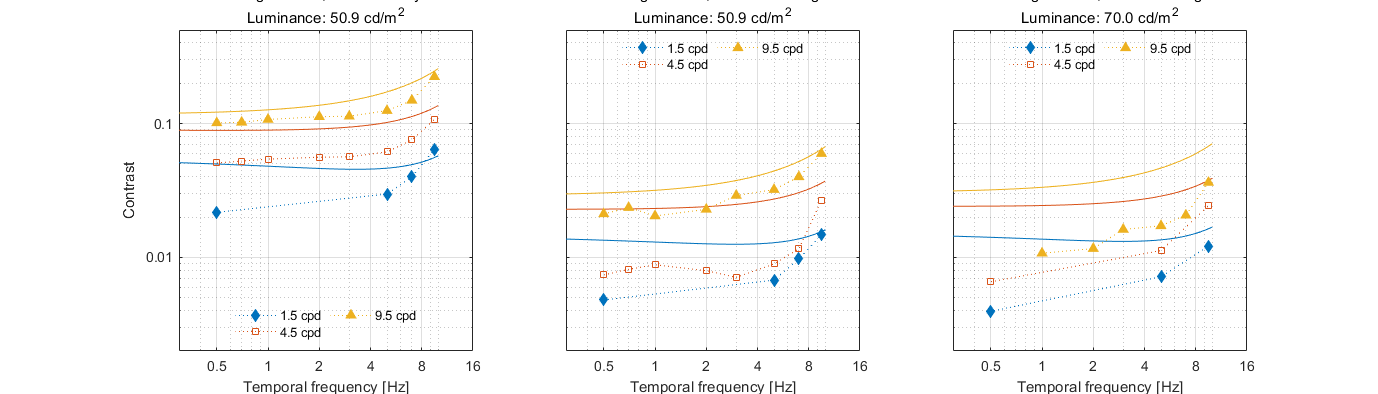 Luminance: 50.9 cd/m2
0.1
0.01
Contrast
1.5 cpd
9.5 cpd
4.5 cpd
0.5 1 2 4 8 16
Temporal frequency [Hz]
Luminance: 50.9 cd/m2
1.5 cpd
9.5 cpd
4.5 cpd
0.5 1 2 4 8 16
Temporal frequency [Hz]
Luminance: 70.0 cd/m2
1.5 cpd
9.5 cpd
4.5 cpd
0.5 1 2 4 8 16
Temporal frequency [Hz]